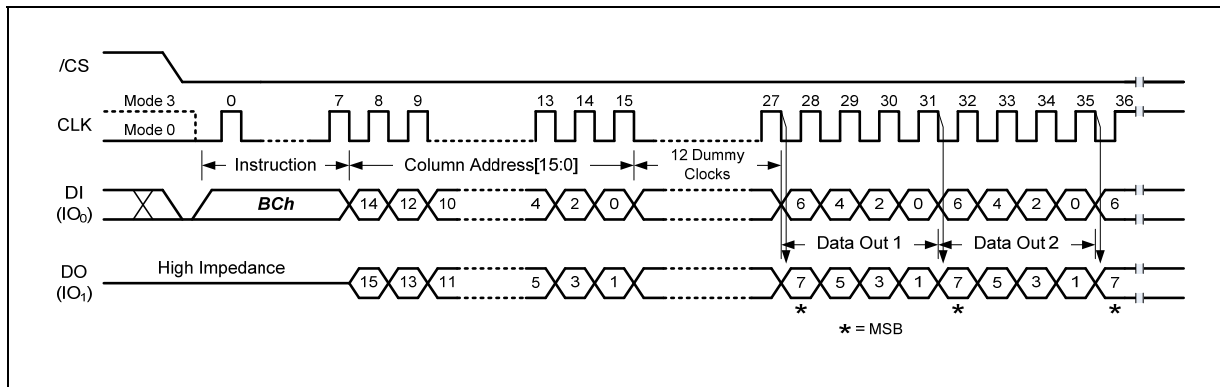 /CS
Mode 3 0 7 8 9 13 14 15 27 28 29 30 31 32 33 34 35 36
CLK
Mode 0
Instruction Column Address[15:0] 12 Dummy Clocks
DI
(IO0)
BCh 14 12 10 4 2 0 6 4 2 0 6 4 2 0 6
Data Out 1 Data Out 2
DO
(IO1)
High Impedance 15 13 11 5 3 1 7 5 3 1 7 5 3 1 7
* * *
* = MSB